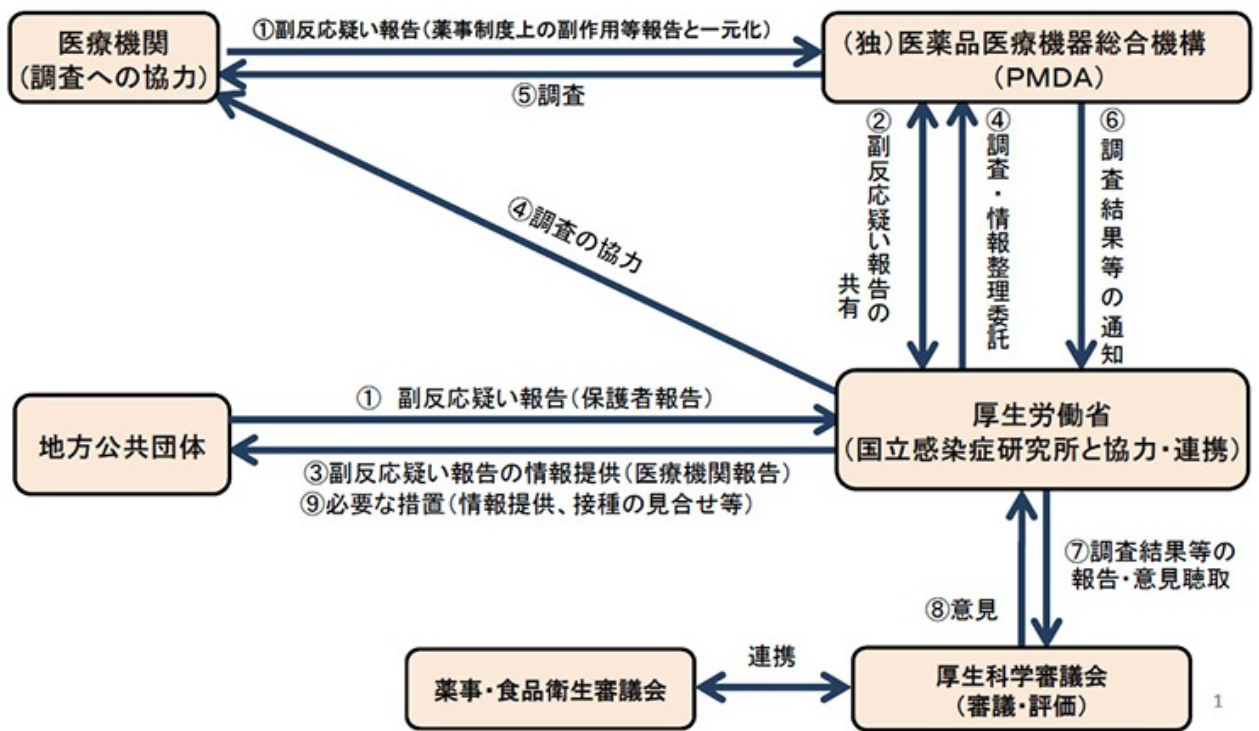 医療機関
(調査への協力)
①副反応疑い報告(薬事制度上の副作用等報告と一元化)
⑤調査
(独)医薬品医療機器総合機構
(PMDA)
②副反応疑い報告の
共有
④調査・情報整理委託
⑥調査結果等の通知
④調査の協力
地方公共団体
① 副反応疑い報告(保護者報告)
③副反応疑い報告の情報提供(医療機関報告)
⑨必要な措置(情報提供、接種の見合せ等)
厚生労働省
(国立感染症研究所と協力・連携)
⑦調査結果等の
報告・意見聴取
⑧意見
薬事・食品衛生審議会
連携
厚生科学審議会
(審議・評価)
1